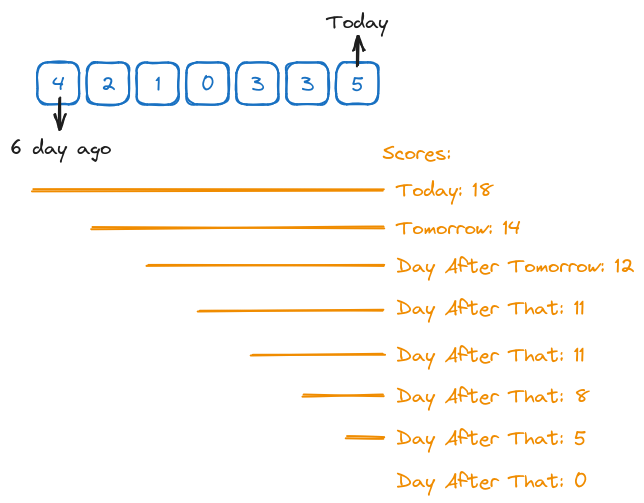 Today
4 2 1 0 3 3 5
6 day ago
Scores:
Today: 18
Tomorrow: 14
Day After Tomorrow: 12
Day After That: 11
Day After That: 11
Day After That: 8
Day After That: 5
Day After That: 0